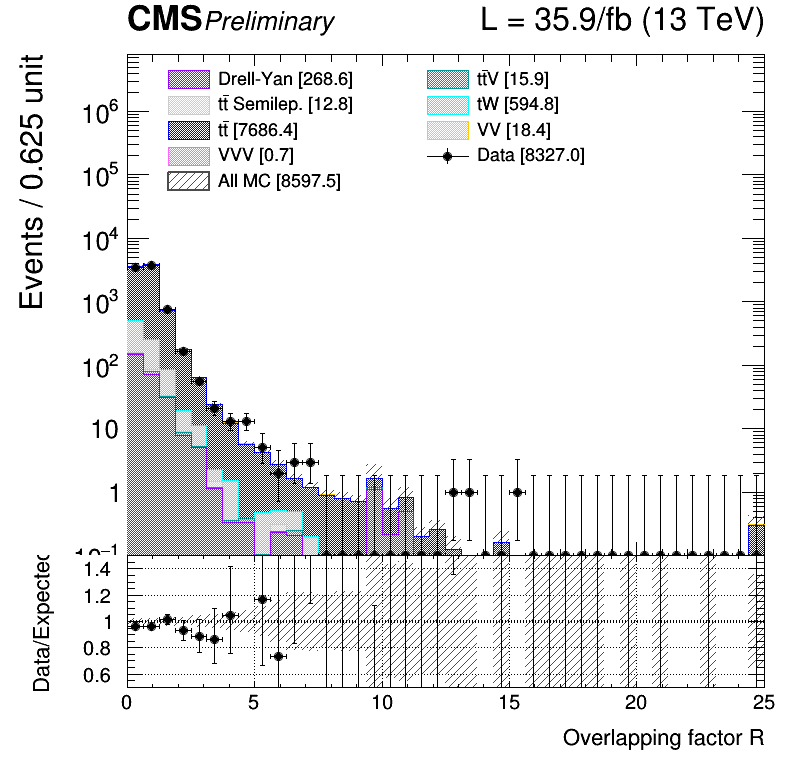 CMS Preliminary L = 35.9/fb (13 TeV)
Events / 0.625 unit
Drell-Yan [268.6]
tt̄ Semilep. [12.8]
tt̄ [7686.4]
VVV [0.7]
All MC [8597.5]
tt̄V [15.9]
tW [594.8]
VV [18.4]
Data [8327.0]
10⁶
10⁵
10⁴
10³
10²
10
1
10⁻¹
Data/Expected
1.4
1.2
1
0.8
0.6
0 5 10 15 20 25
Overlapping factor R